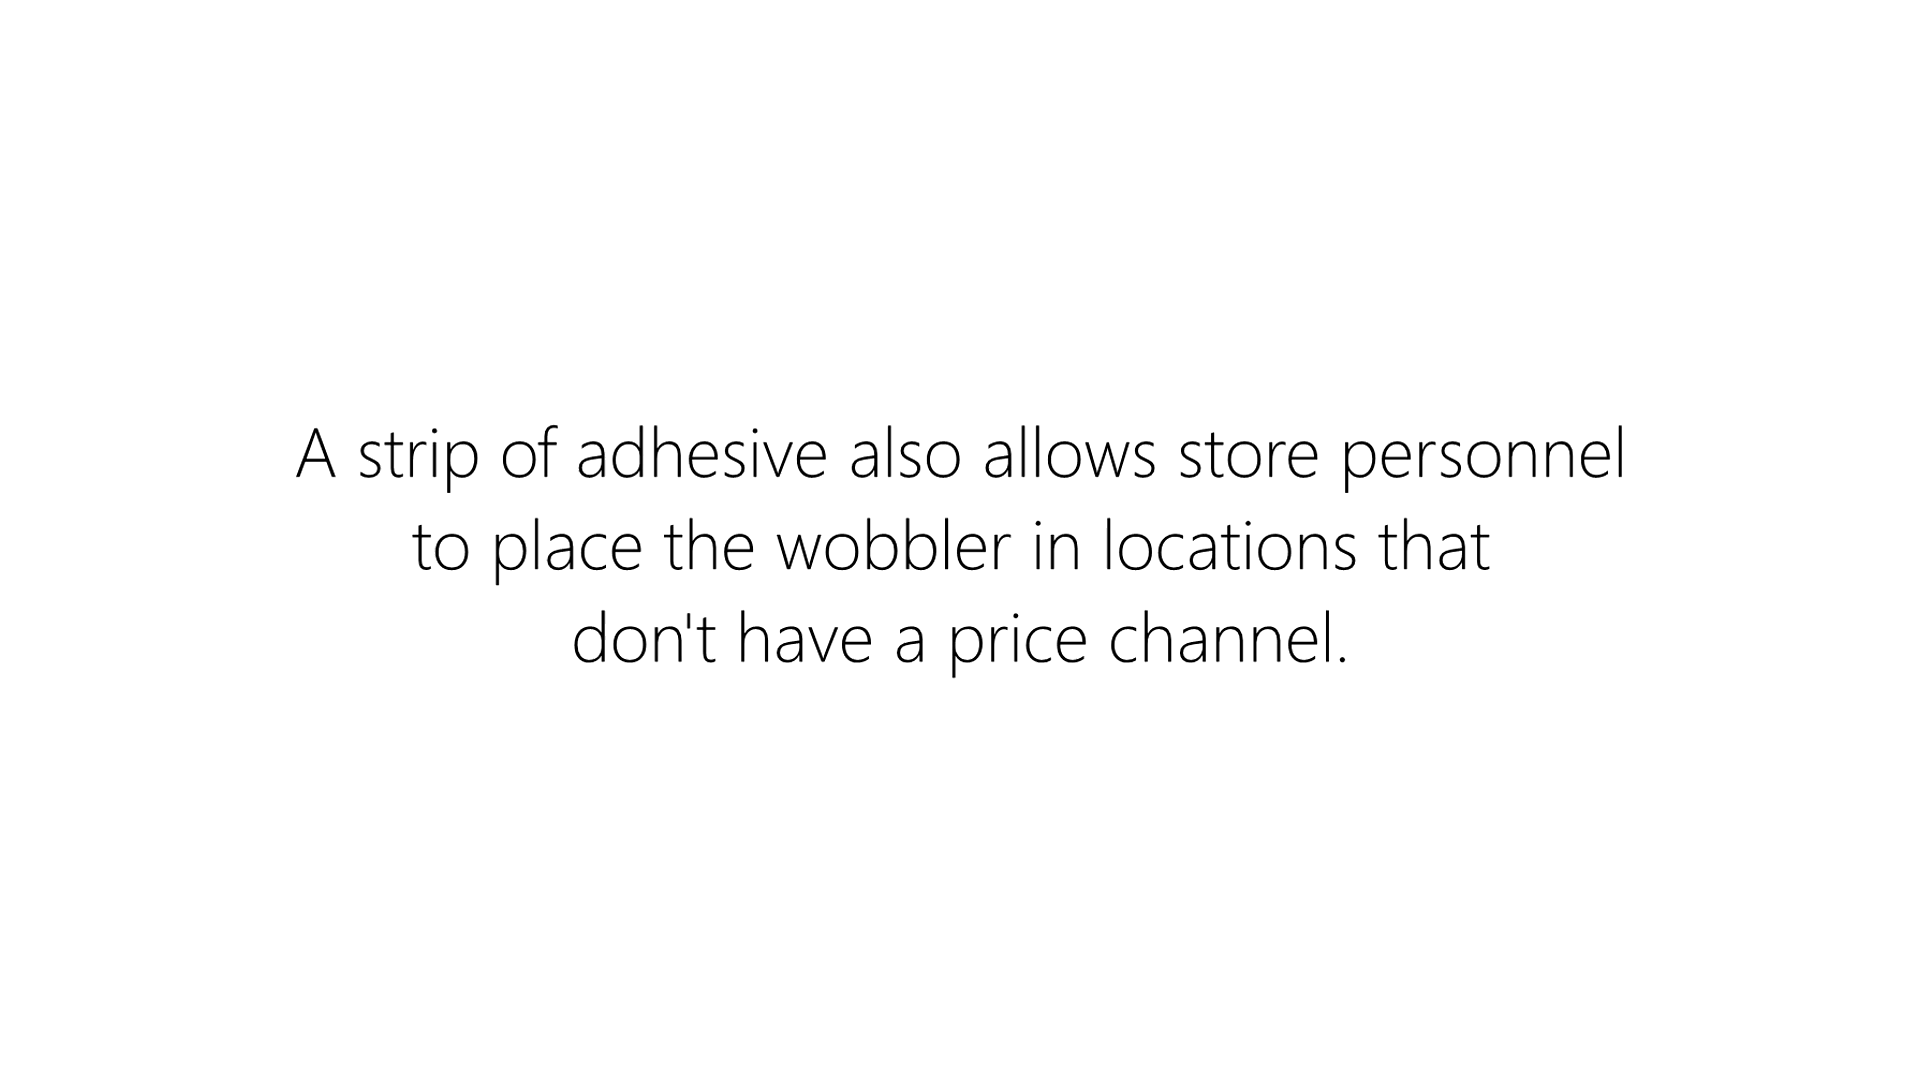 A strip of adhesive also allows store personnel
to place the wobbler in locations that
don't have a price channel.